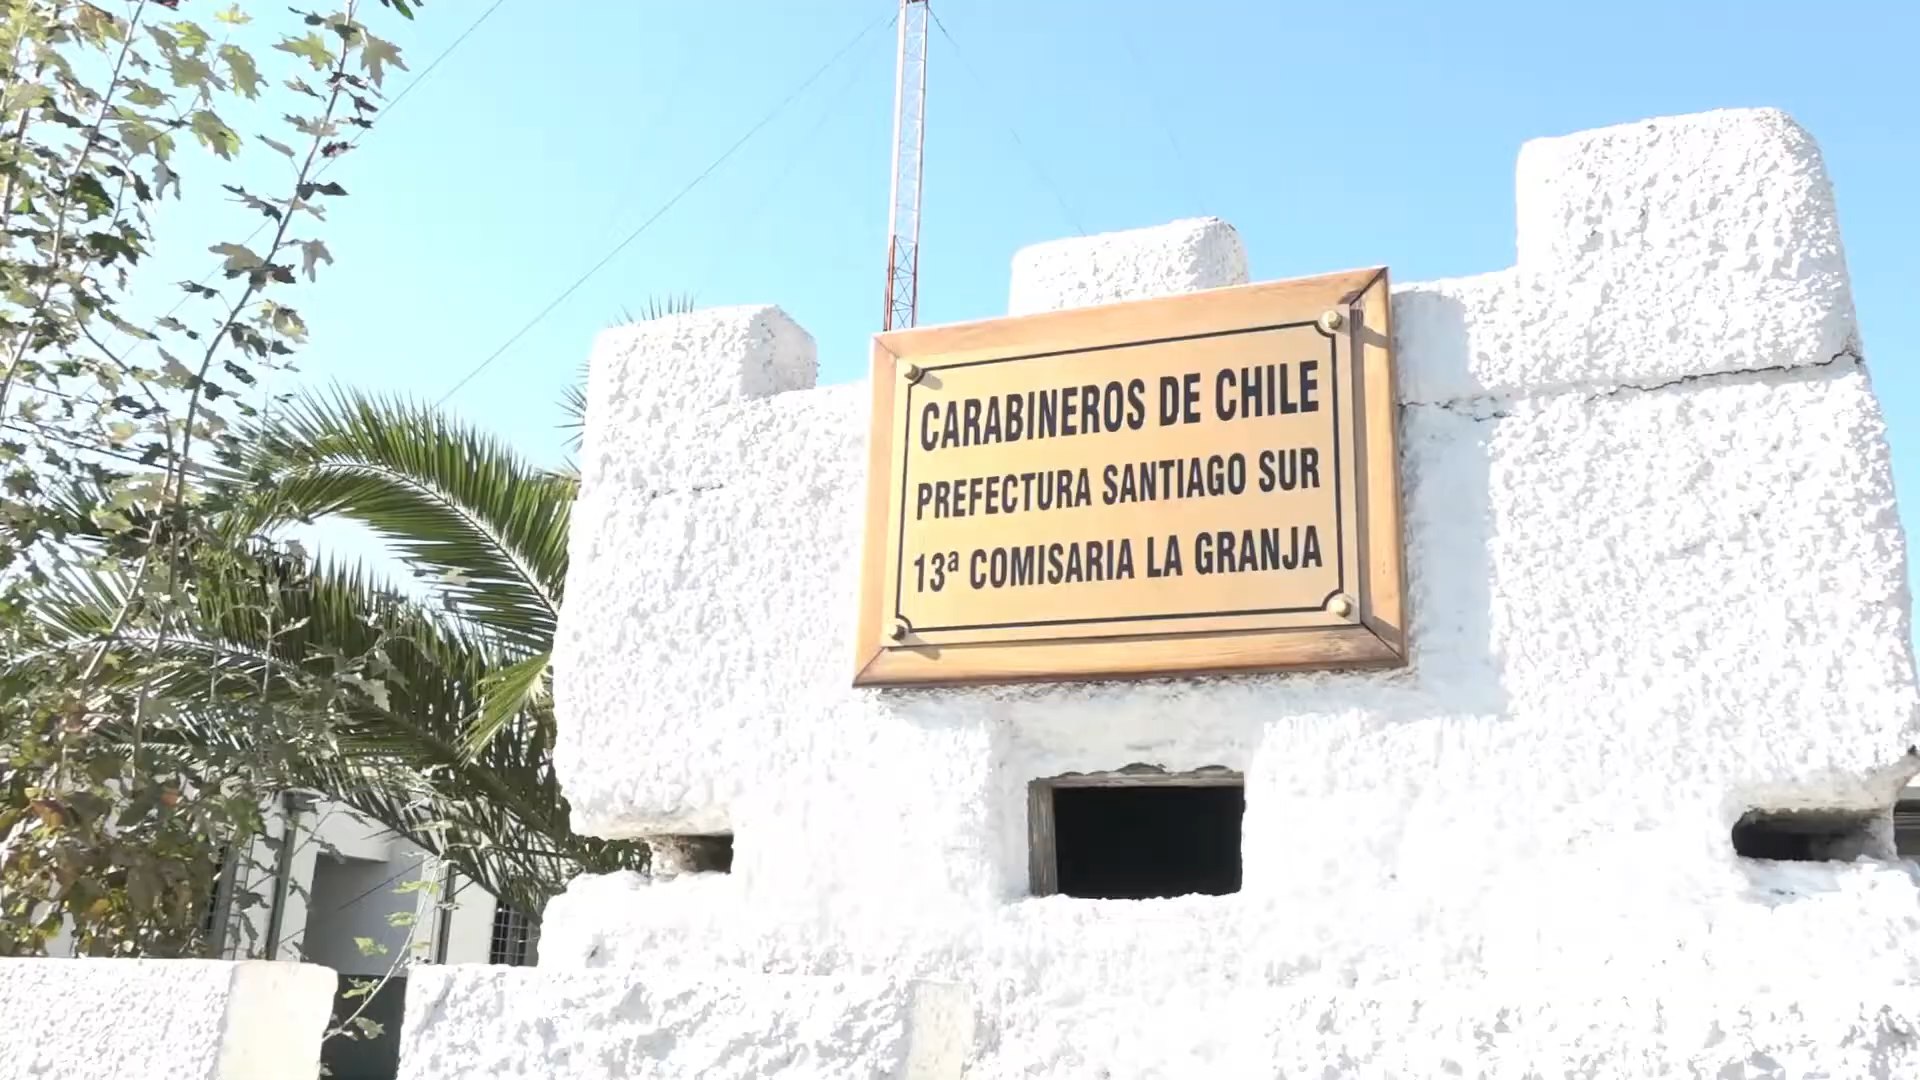 CARABINEROS DE CHILE
PREFECTURA SANTIAGO SUR
13ª COMISARIA LA GRANJA